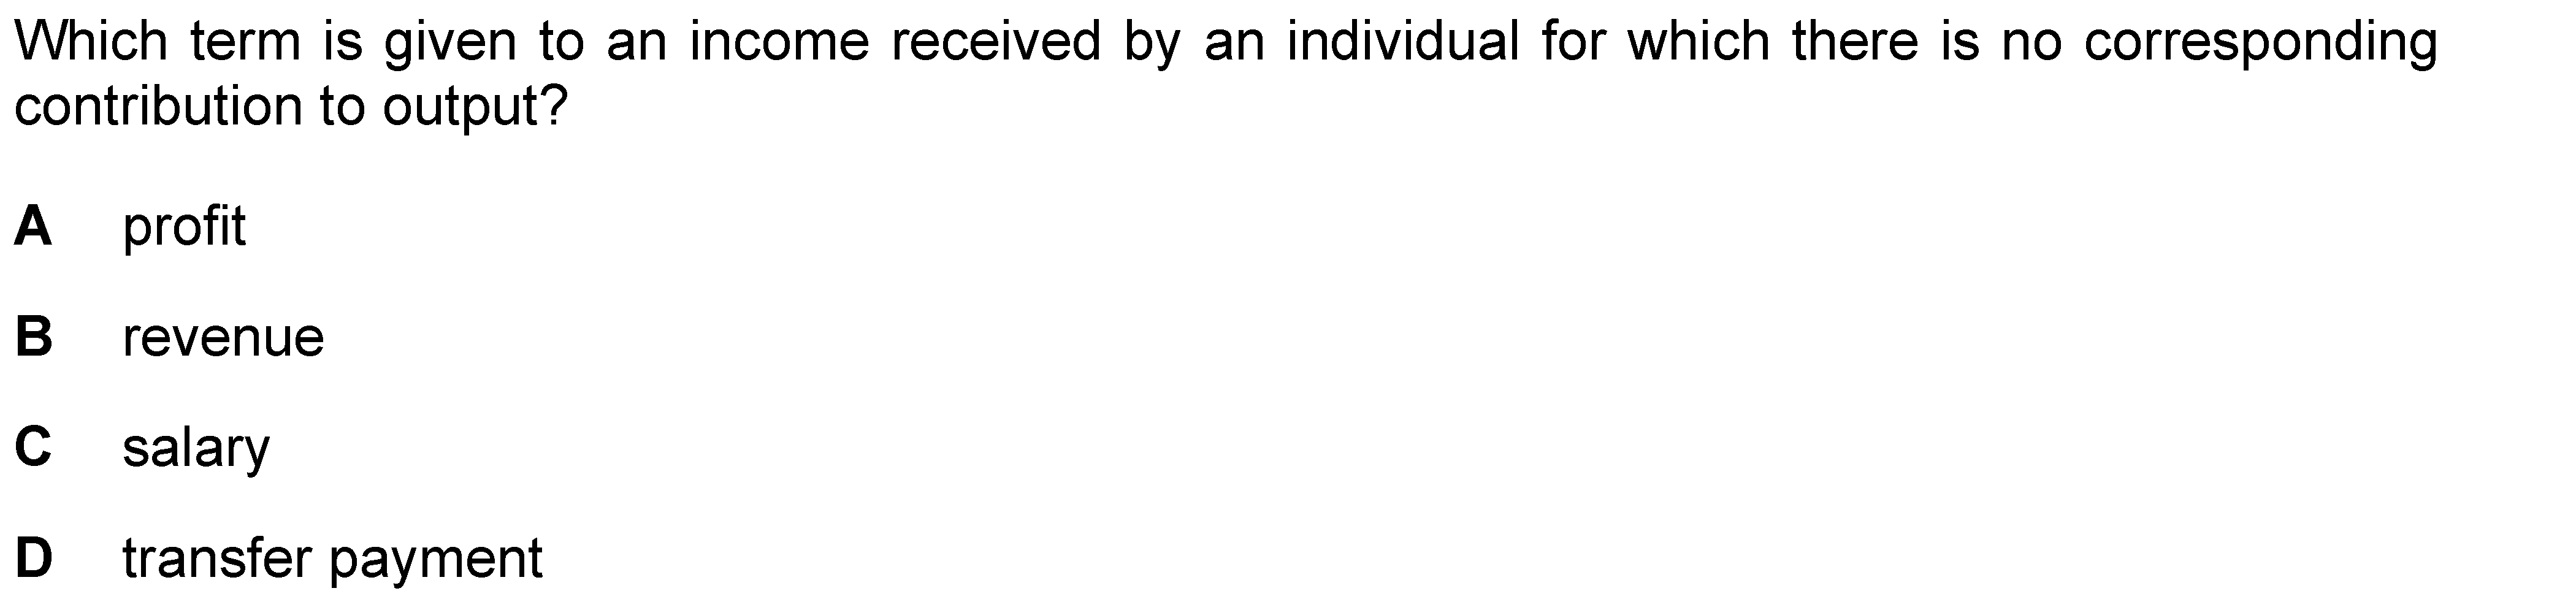 Which term is given to an income received by an individual for which there is no corresponding
contribution to output?
A profit
B revenue
C salary
D transfer payment